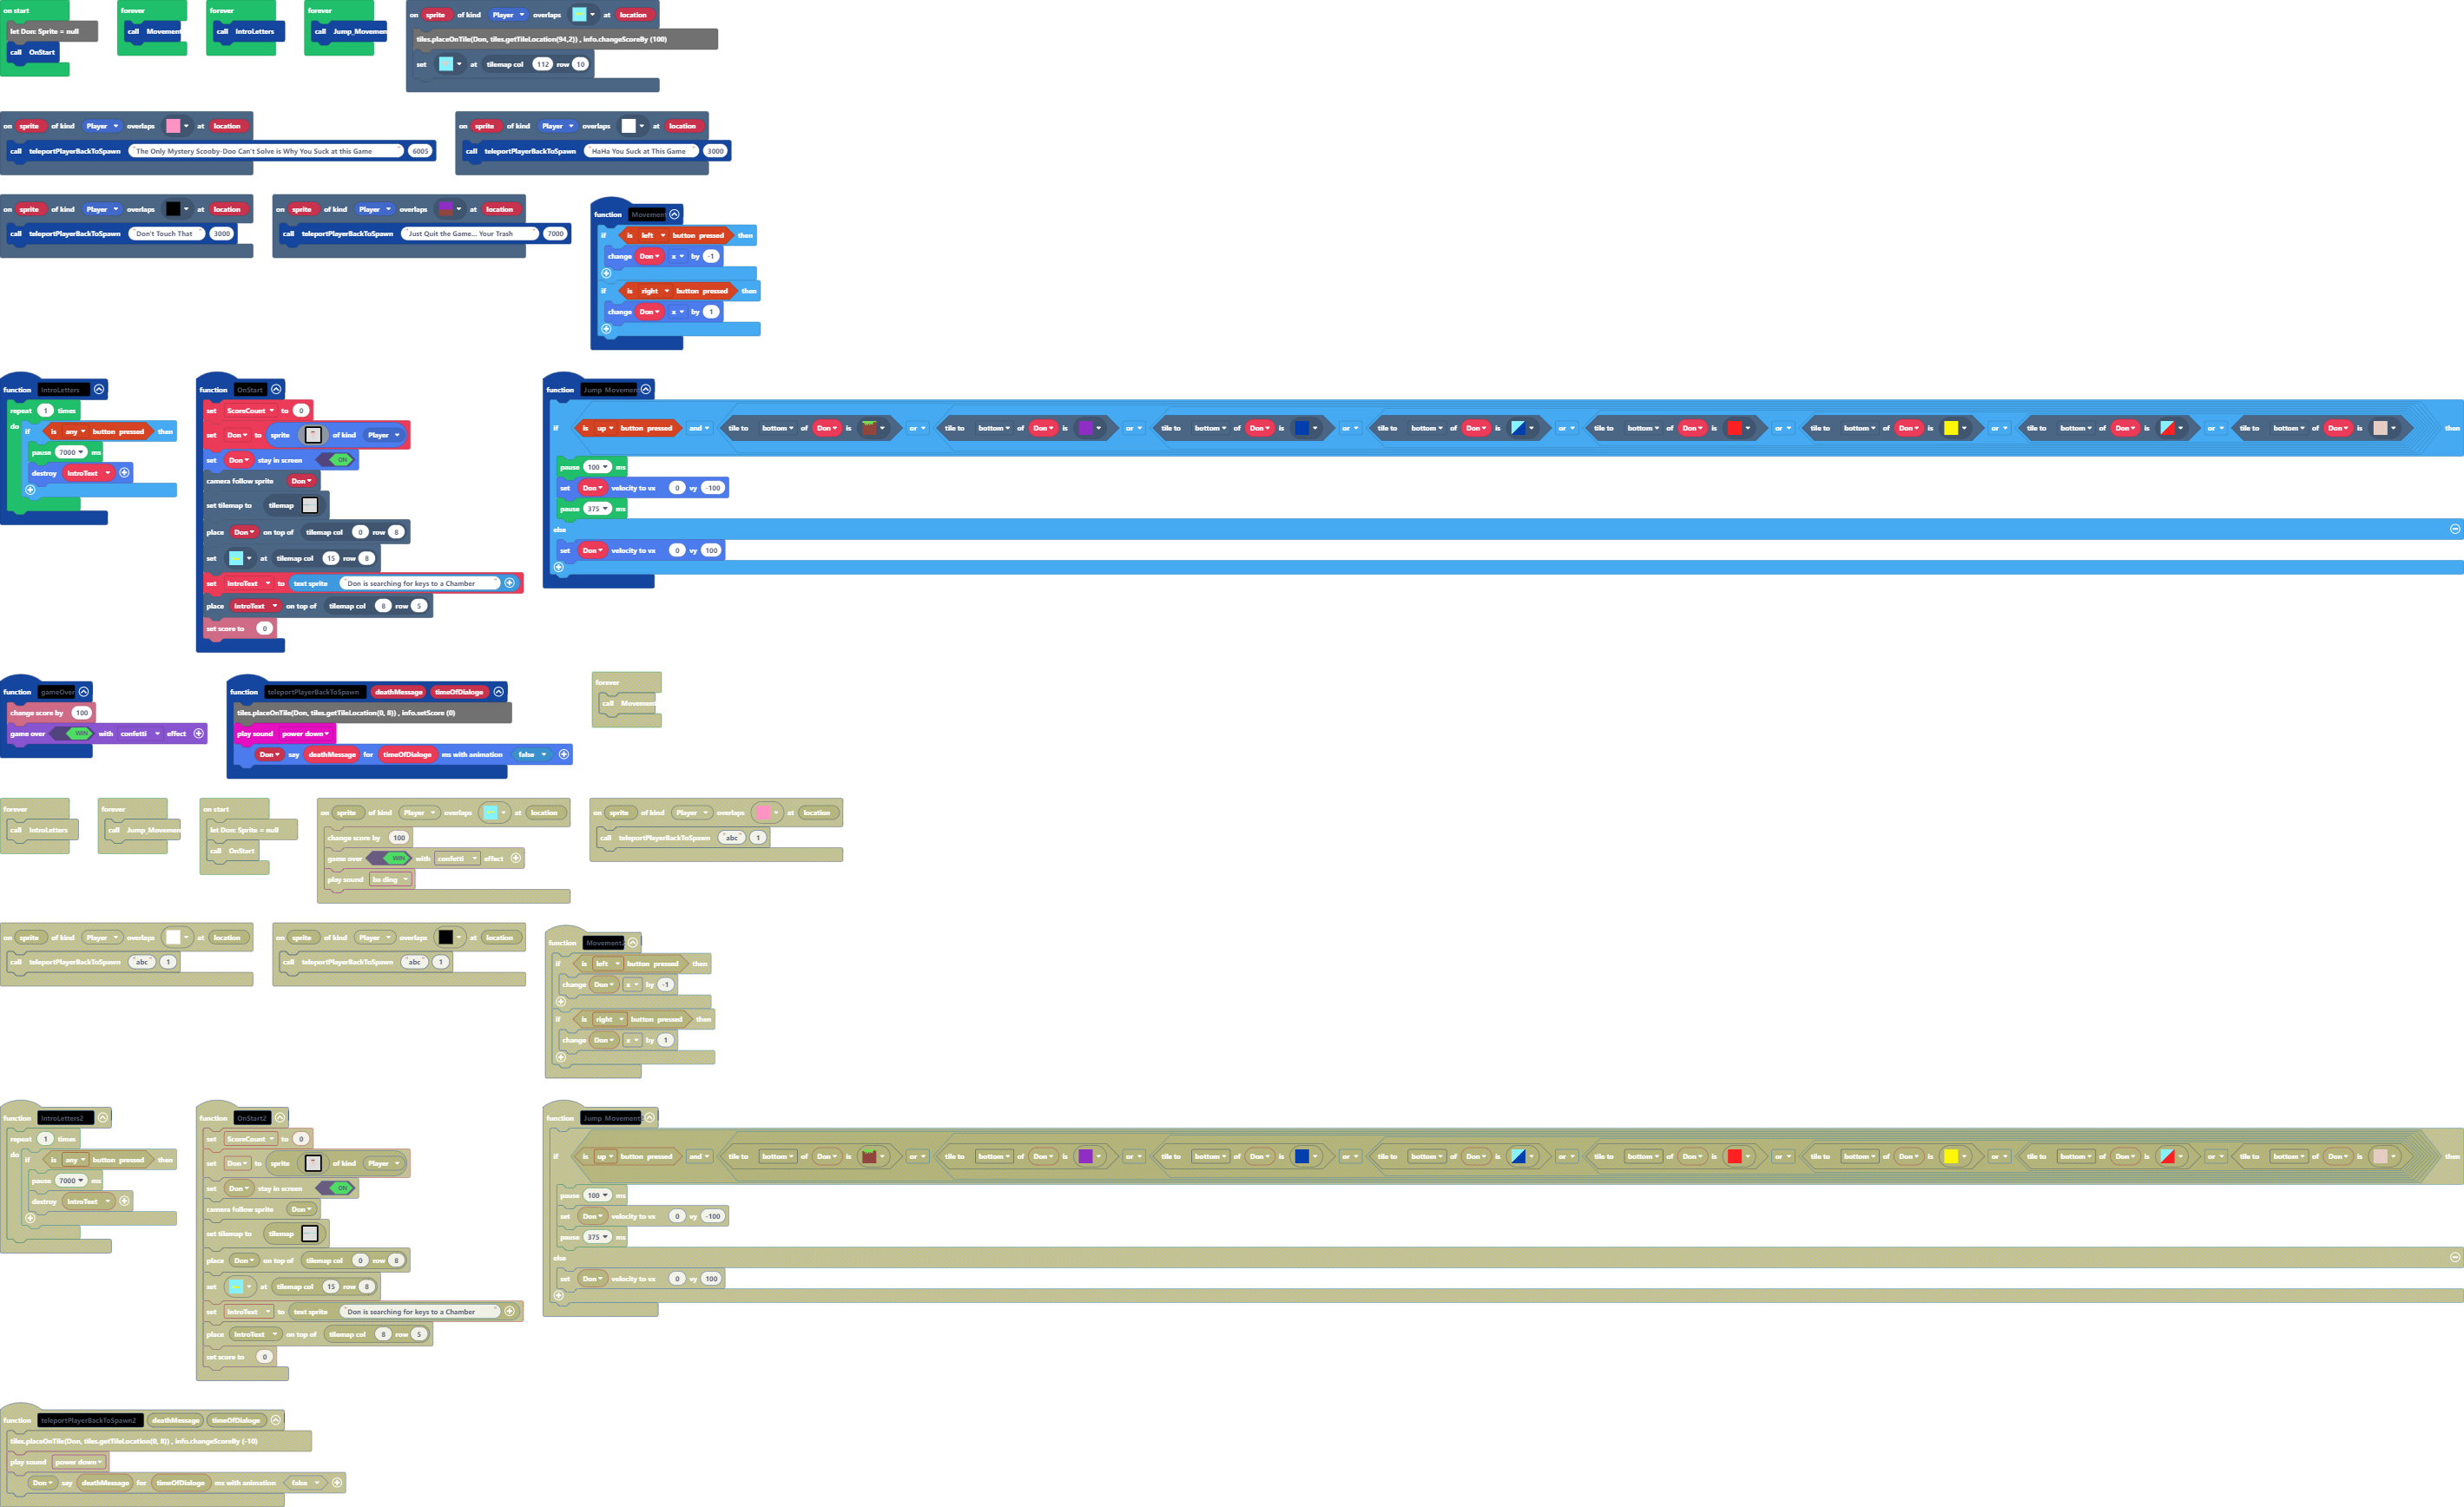 on start
let Don: Sprite = null
call OnStart
forever
call Movement
forever
call IntroLetters
forever
call Jump_Movemen
on sprite of kind Player overlaps at location
tiles.placeOnTile(Don, tiles.getTileLocation(94,2)) , info.changeScoreBy (100)
set at tilemap col 112 row 10
on sprite of kind Player overlaps at location
call teleportPlayerBackToSpawn "The Only Mystery Scooby-Doo Can't Solve is Why You Suck at this Game" 6005
on sprite of kind Player overlaps at location
call teleportPlayerBackToSpawn "HaHa You Suck at This Game" 3000
on sprite of kind Player overlaps at location
call teleportPlayerBackToSpawn "Don't Touch That" 3000
on sprite of kind Player overlaps at location
call teleportPlayerBackToSpawn "Just Quit the Game... Your Trash" 7000
function Movement
if is left button pressed then
change Don x by -1
if is right button pressed then
change Don x by 1
function IntroLetters
repeat 1 times
do if is any button pressed then
pause 7000 ms
destroy IntroText
function OnStart
set ScoreCount to 0
set Don to sprite of kind Player
set Don stay in screen ON
camera follow sprite Don
set tilemap to tilemap
place Don on top of tilemap col 0 row 8
set at tilemap col 15 row 8
set IntroText to text sprite "Don is searching for keys to a Chamber"
place IntroText on top of tilemap col 8 row 5
set score to 0
function Jump_Movemen
if is up button pressed and tile to bottom of Don is or tile to bottom of Don is or tile to bottom of Don is or tile to bottom of Don is or tile to bottom of Don is or tile to bottom of Don is or tile to bottom of Don is or tile to bottom of Don is then
pause 100 ms
set Don velocity to vx 0 vy -100
pause 375 ms
else
set Don velocity to vx 0 vy 100
function gameOver
change score by 100
game over WIN with confetti effect
function teleportPlayerBackToSpawn deathMessage timeOfDialoge
tiles.placeOnTile(Don, tiles.getTileLocation(0, 8)) , info.setScore (0)
play sound power down
Don say deathMessage for timeOfDialoge ms with animation false
forever
call Movement
forever
call IntroLetters
forever
call Jump_Movemen
on start
let Don: Sprite = null
call OnStart
on sprite of kind Player overlaps at location
change score by 100
game over WIN with confetti effect
play sound ba ding
on sprite of kind Player overlaps at location
call teleportPlayerBackToSpawn "abc" 1
on sprite of kind Player overlaps at location
call teleportPlayerBackToSpawn "abc" 1
on sprite of kind Player overlaps at location
call teleportPlayerBackToSpawn "abc" 1
function Movement2
if is left button pressed then
change Don x by -1
if is right button pressed then
change Don x by 1
function IntroLetters2
repeat 1 times
do if is any button pressed then
pause 7000 ms
destroy IntroText
function OnStart2
set ScoreCount to 0
set Don to sprite of kind Player
set Don stay in screen ON
camera follow sprite Don
set tilemap to tilemap
place Don on top of tilemap col 0 row 8
set at tilemap col 15 row 8
set IntroText to text sprite "Don is searching for keys to a Chamber"
place IntroText on top of tilemap col 8 row 5
set score to 0
function Jump_Movement
if is up button pressed and tile to bottom of Don is or tile to bottom of Don is or tile to bottom of Don is or tile to bottom of Don is or tile to bottom of Don is or tile to bottom of Don is or tile to bottom of Don is or tile to bottom of Don is then
pause 100 ms
set Don velocity to vx 0 vy -100
pause 375 ms
else
set Don velocity to vx 0 vy 100
function teleportPlayerBackToSpawn2 deathMessage timeOfDialoge
tiles.placeOnTile(Don, tiles.getTileLocation(0, 8)) , info.changeScoreBy (-10)
play sound power down
Don say deathMessage for timeOfDialoge ms with animation false